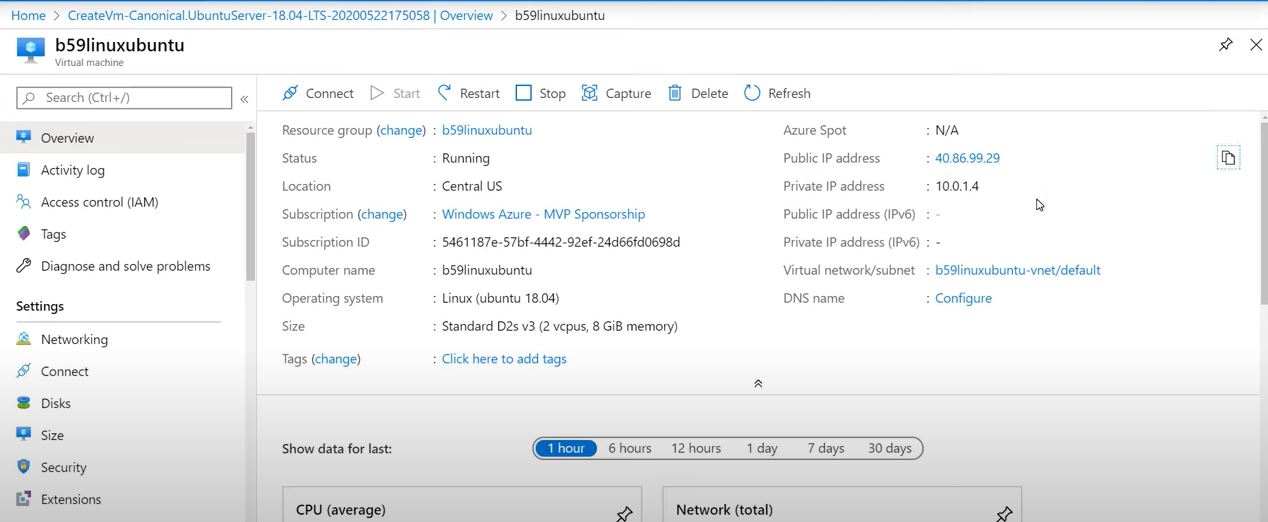 Home > CreateVm-Canonical.UbuntuServer-18.04-LTS-20200522175058 | Overview > b59linuxubuntu
b59linuxubuntu
Virtual machine
Search (Ctrl+/)
«
Connect Start Restart Stop Capture Delete Refresh
Overview
Activity log
Access control (IAM)
Tags
Diagnose and solve problems
Settings
Networking
Connect
Disks
Size
Security
Extensions
Resource group (change) : b59linuxubuntu
Status : Running
Location : Central US
Subscription (change) : Windows Azure - MVP Sponsorship
Subscription ID : 5461187e-57bf-4442-92ef-24d66fd0698d
Computer name : b59linuxubuntu
Operating system : Linux (ubuntu 18.04)
Size : Standard D2s v3 (2 vcpus, 8 GiB memory)
Tags (change) : Click here to add tags
Azure Spot : N/A
Public IP address : 40.86.99.29
Private IP address : 10.0.1.4
Public IP address (IPv6) : -
Private IP address (IPv6) : -
Virtual network/subnet : b59linuxubuntu-vnet/default
DNS name : Configure
Show data for last: 1 hour 6 hours 12 hours 1 day 7 days 30 days
CPU (average)
Network (total)